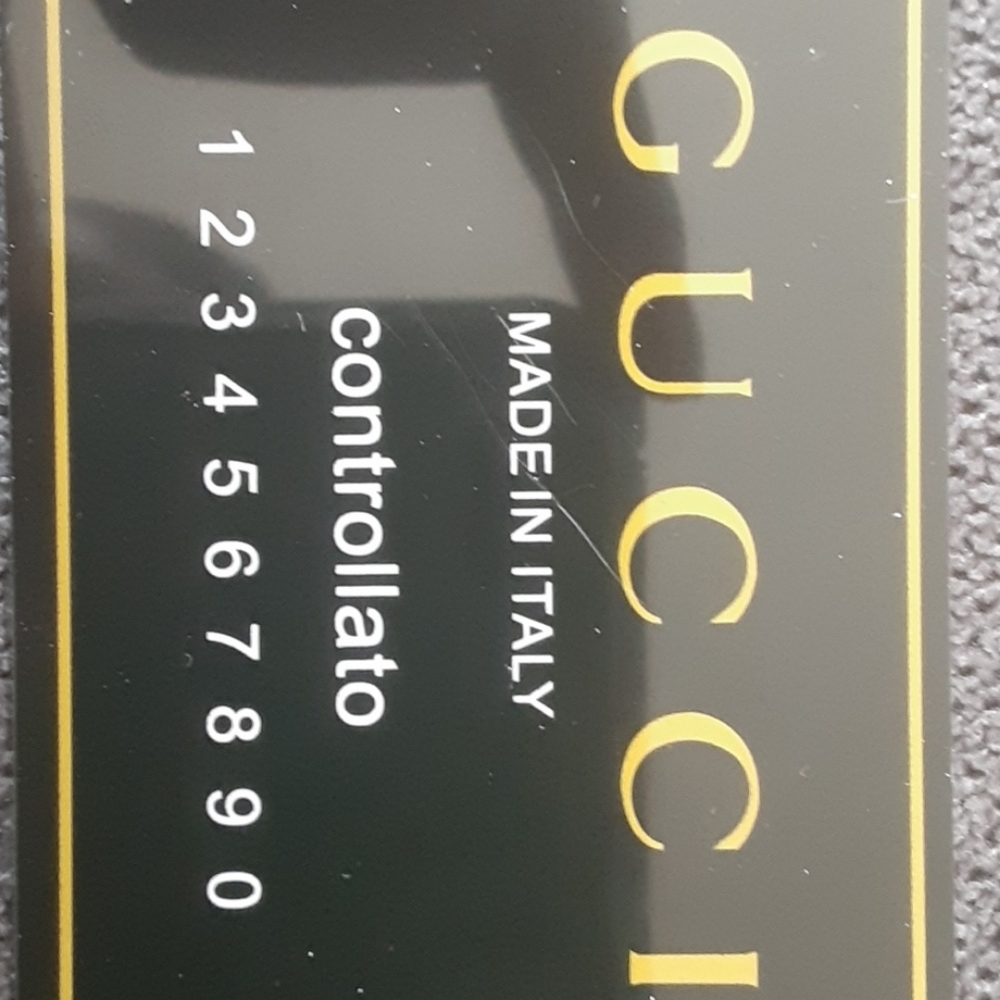 GUCCI
MADE IN ITALY
controllato
1 2 3 4 5 6 7 8 9 0